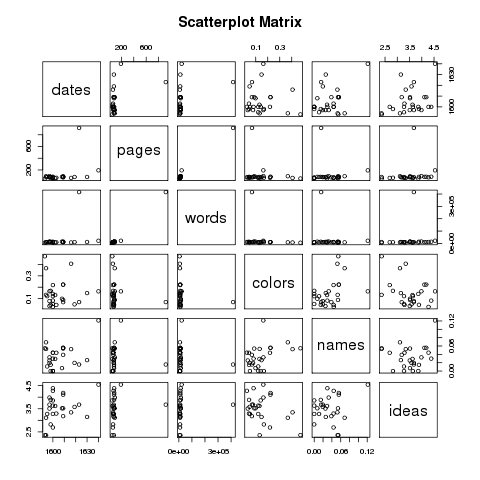 Scatterplot Matrix
200 600
0.1 0.3
2.5 3.5 4.5
dates
1600 1630
pages
200 600
words
0e+00 3e+05
colors
0.1 0.3
names
0.00 0.06 0.12
ideas
2.5 3.5 4.5
1600 1630
0e+00 3e+05
0.00 0.06 0.12